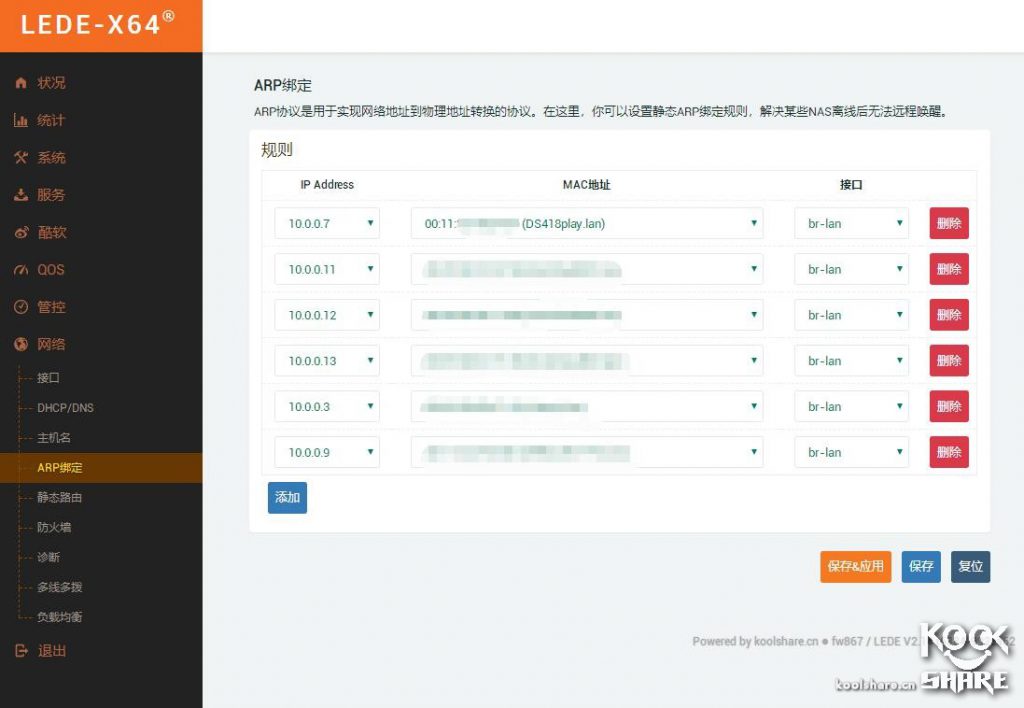 LEDE-X64®
状况
统计
系统
服务
酷软
QOS
管控
网络
接口
DHCP/DNS
主机名
ARP绑定
静态路由
防火墙
诊断
多线多拨
负载均衡
退出
ARP绑定
ARP协议是用于实现网络地址到物理地址转换的协议。在这里，你可以设置静态ARP绑定规则，解决某些NAS离线后无法远程唤醒。
规则
IP Address MAC地址 接口
10.0.0.7 00:11: (DS418play.lan) br-lan 删除
10.0.0.11 br-lan 删除
10.0.0.12 br-lan 删除
10.0.0.13 br-lan 删除
10.0.0.3 br-lan 删除
10.0.0.9 br-lan 删除
添加
保存&应用 保存 复位
Powered by koolshare.cn ● fw867 / LEDE
koolshare.cn
SHARE